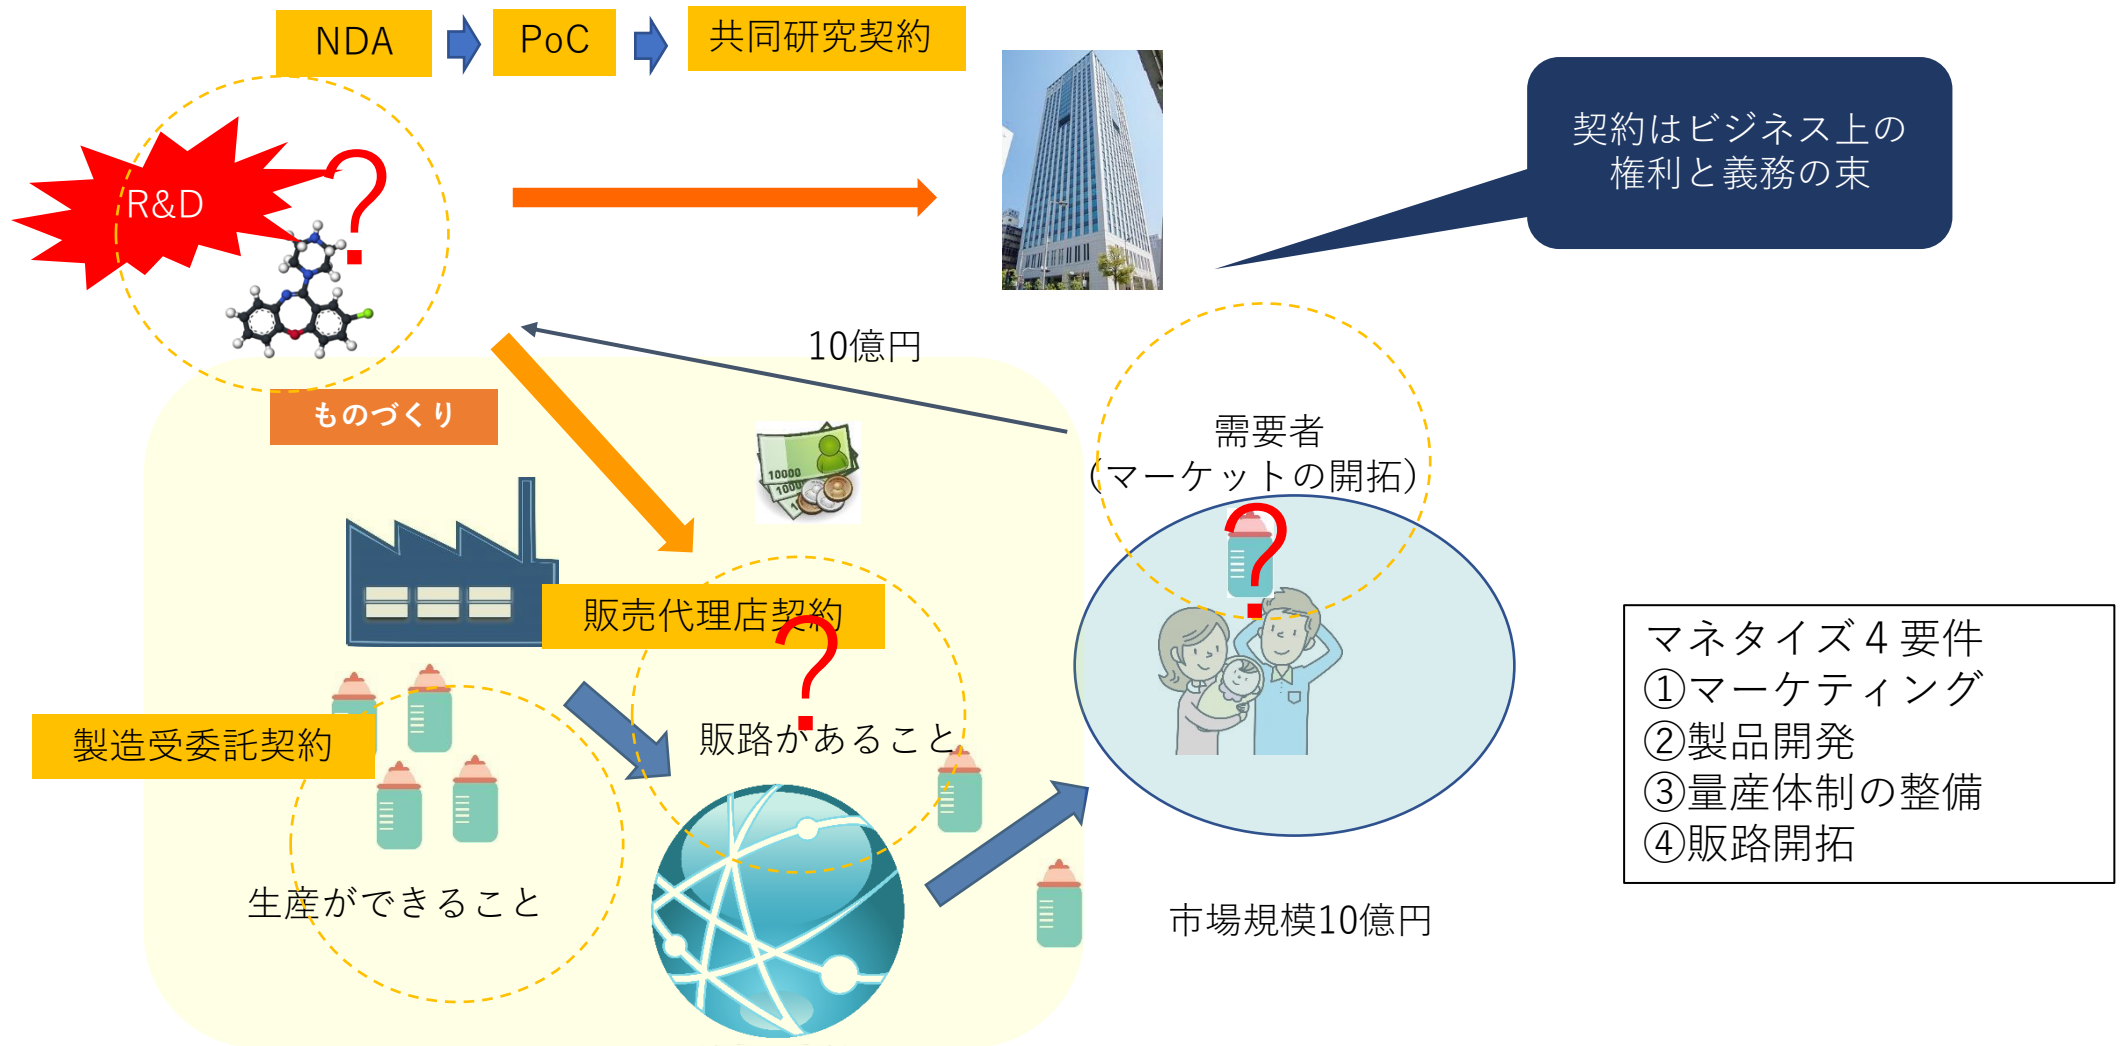 NDA
PoC
共同研究契約
契約はビジネス上の
権利と義務の束
R&D
?
10億円
ものづくり
10000
需要者
（マーケットの開拓）
?
販売代理店契約
?
販路があること
製造受委託契約
生産ができること
市場規模10億円
マネタイズ４要件
①マーケティング
②製品開発
③量産体制の整備
④販路開拓